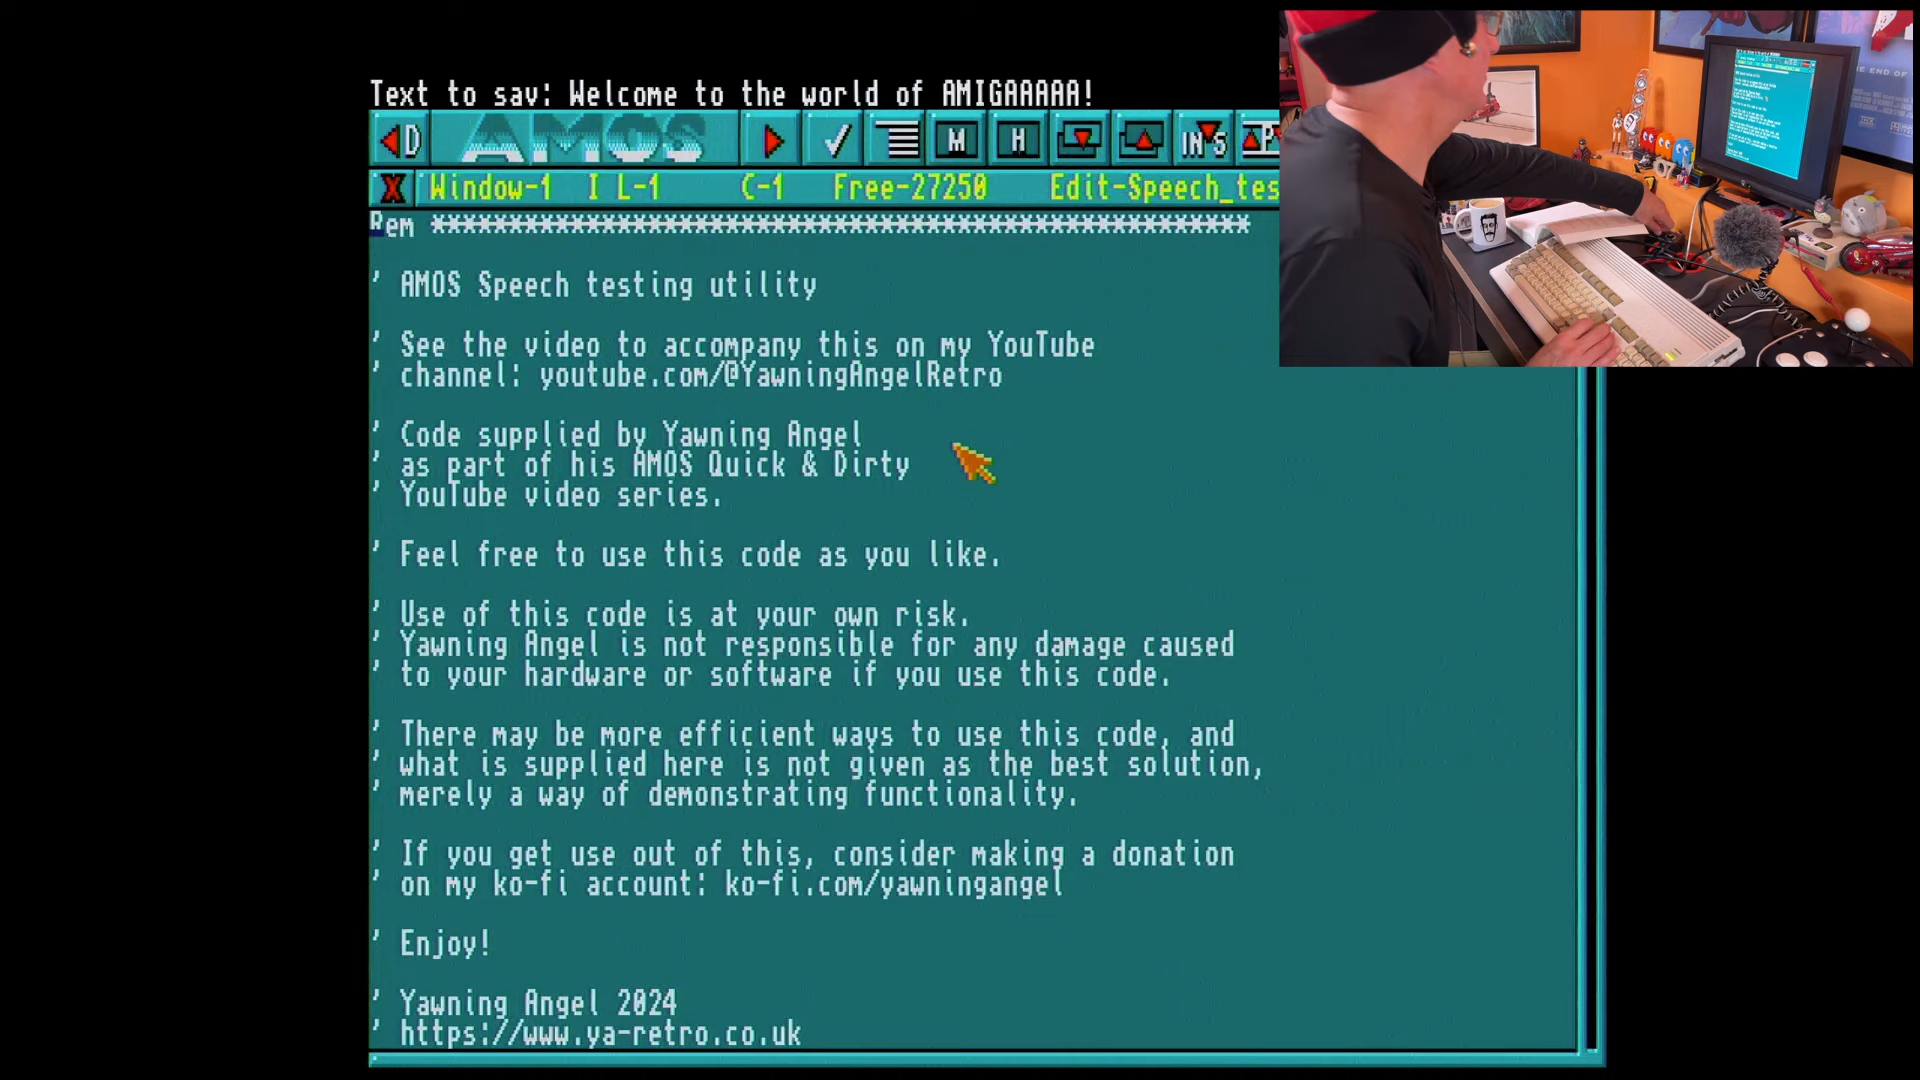 Text to say: Welcome to the world of AMIGAAAAA!
D AMOS M H INS P
X Window-1 I L-1 C-1 Free-27250 Edit-Speech_tes
Rem *****************************************************
' AMOS Speech testing utility
' See the video to accompany this on my YouTube
' channel: youtube.com/@YawningAngelRetro
' Code supplied by Yawning Angel
' as part of his AMOS Quick & Dirty
' YouTube video series.
' Feel free to use this code as you like.
' Use of this code is at your own risk.
' Yawning Angel is not responsible for any damage caused
' to your hardware or software if you use this code.
' There may be more efficient ways to use this code, and
' what is supplied here is not given as the best solution,
' merely a way of demonstrating functionality.
' If you get use out of this, consider making a donation
' on my ko-fi account: ko-fi.com/yawningangel
' Enjoy!
' Yawning Angel 2024
' https://www.ya-retro.co.uk
THE END OF